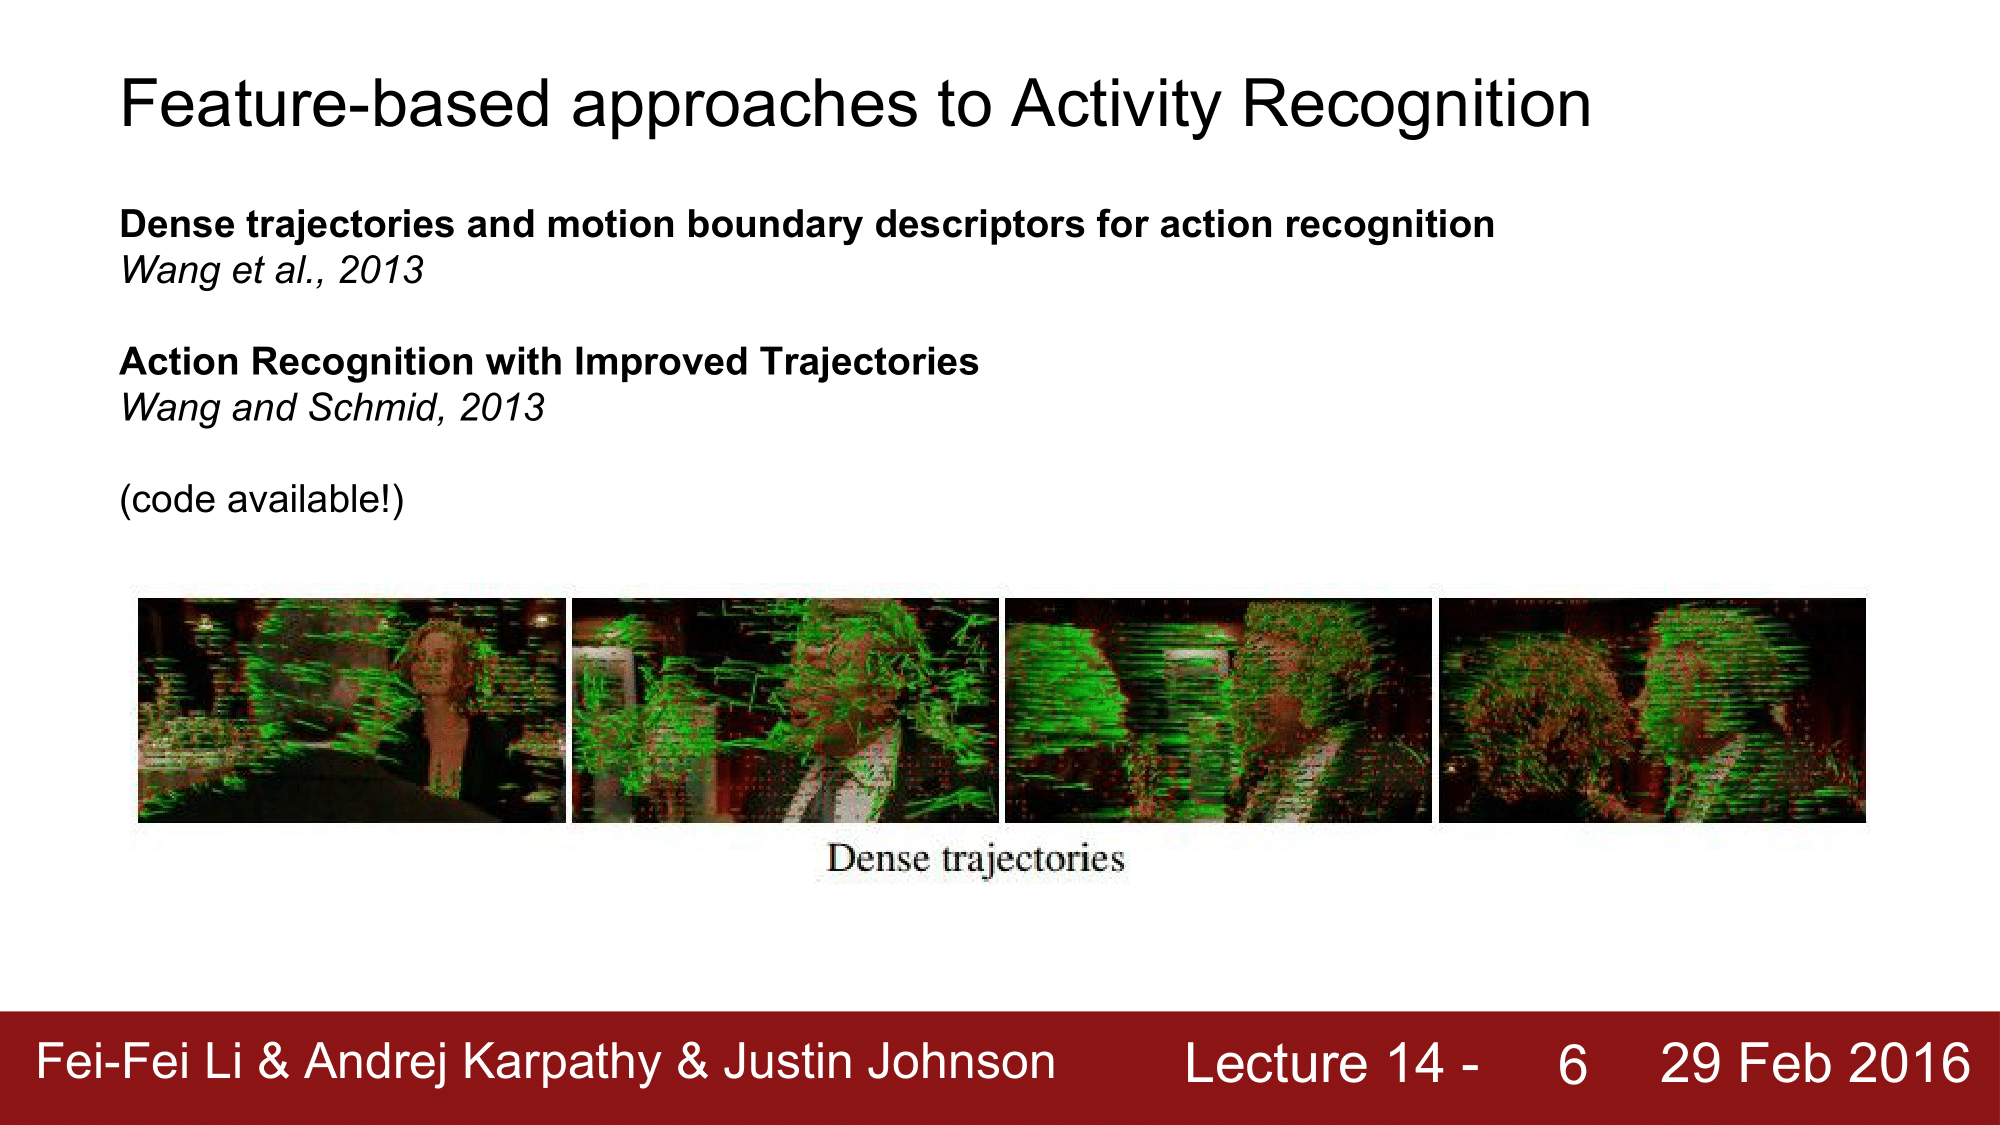 Feature-based approaches to Activity Recognition
Dense trajectories and motion boundary descriptors for action recognition
Wang et al., 2013
Action Recognition with Improved Trajectories
Wang and Schmid, 2013
(code available!)
Dense trajectories
Fei-Fei Li & Andrej Karpathy & Justin Johnson Lecture 14 - 6 29 Feb 2016